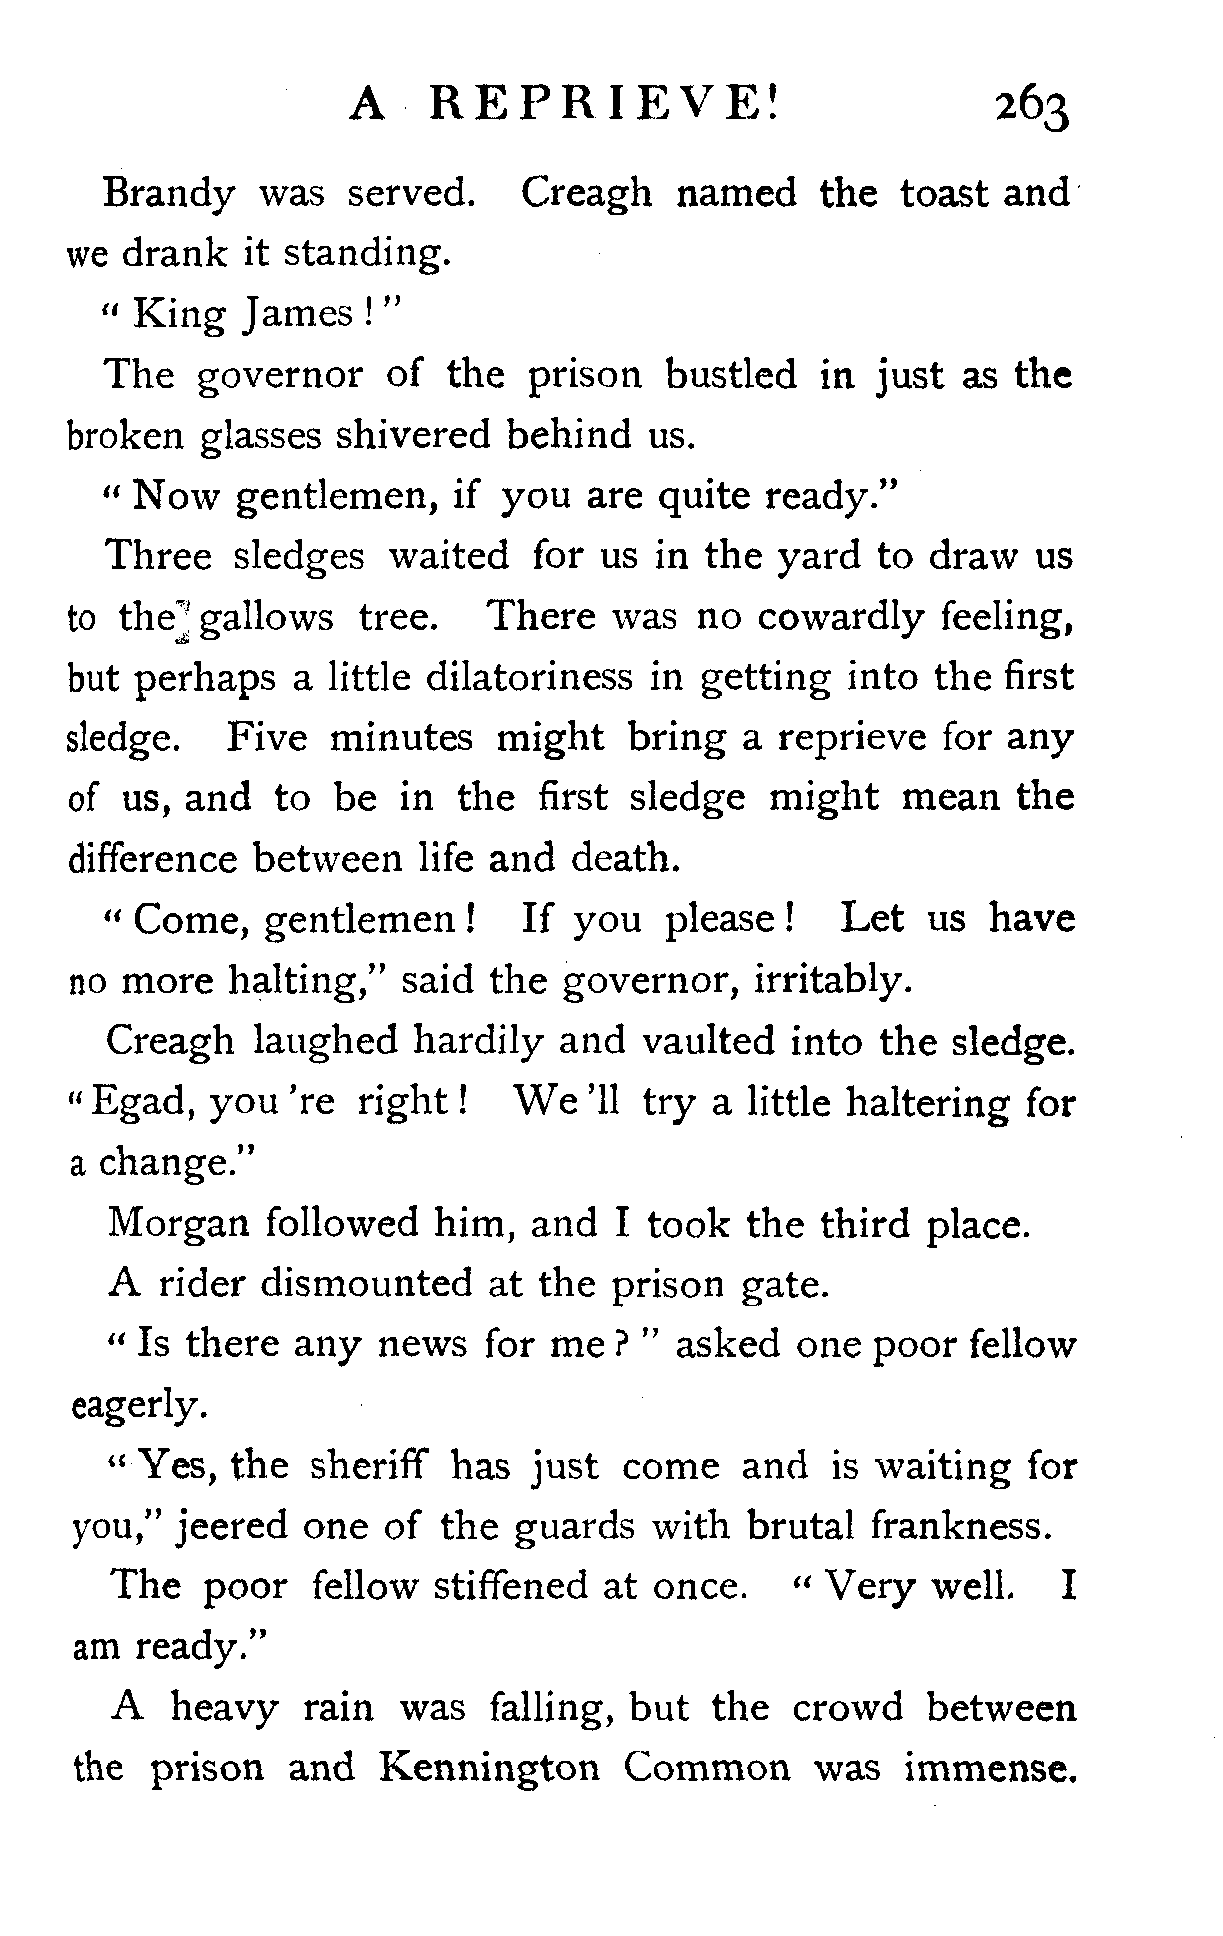 A REPRIEVE! 263
Brandy was served. Creagh named the toast and
we drank it standing.
“ King James ! ”
The governor of the prison bustled in just as the
broken glasses shivered behind us.
“ Now gentlemen, if you are quite ready.”
Three sledges waited for us in the yard to draw us
to the gallows tree. There was no cowardly feeling,
but perhaps a little dilatoriness in getting into the first
sledge. Five minutes might bring a reprieve for any
of us, and to be in the first sledge might mean the
difference between life and death.
“ Come, gentlemen ! If you please ! Let us have
no more halting,” said the governor, irritably.
Creagh laughed hardily and vaulted into the sledge.
“ Egad, you ’re right ! We ’ll try a little haltering for
a change.”
Morgan followed him, and I took the third place.
A rider dismounted at the prison gate.
“ Is there any news for me ? ” asked one poor fellow
eagerly.
“ Yes, the sheriff has just come and is waiting for
you,” jeered one of the guards with brutal frankness.
The poor fellow stiffened at once. “ Very well. I
am ready.”
A heavy rain was falling, but the crowd between
the prison and Kennington Common was immense.